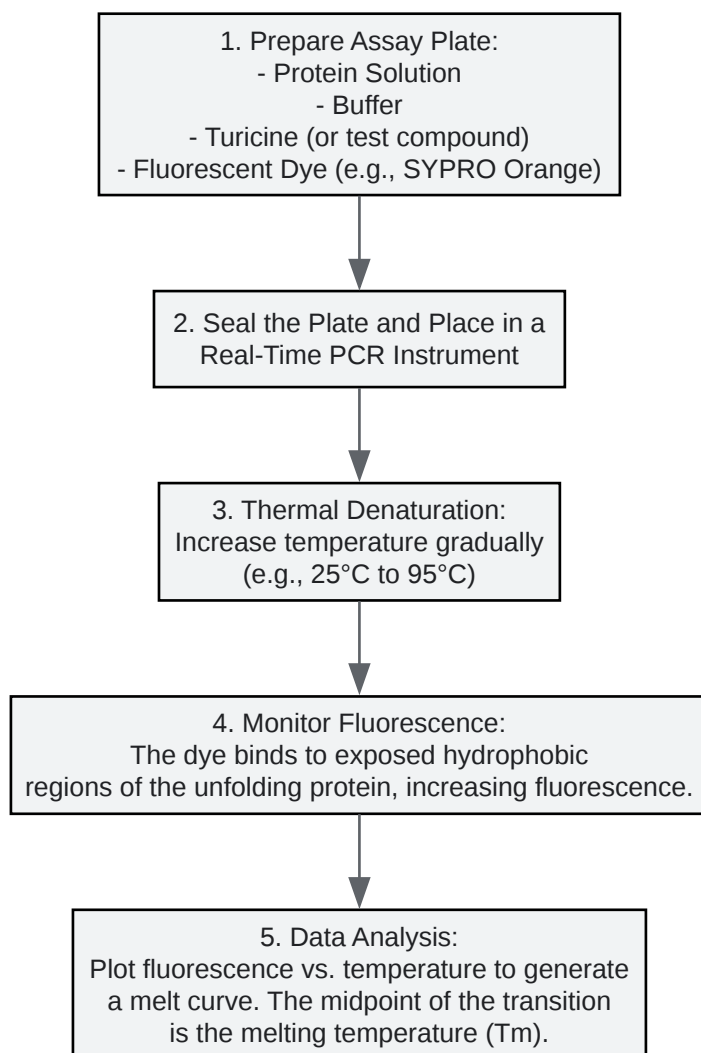 1. Prepare Assay Plate:
- Protein Solution
- Buffer
- Turicine (or test compound)
- Fluorescent Dye (e.g., SYPRO Orange)
2. Seal the Plate and Place in a
Real-Time PCR Instrument
3. Thermal Denaturation:
Increase temperature gradually
(e.g., 25°C to 95°C)
4. Monitor Fluorescence:
The dye binds to exposed hydrophobic
regions of the unfolding protein, increasing fluorescence.
5. Data Analysis:
Plot fluorescence vs. temperature to generate
a melt curve. The midpoint of the transition
is the melting temperature (Tm).